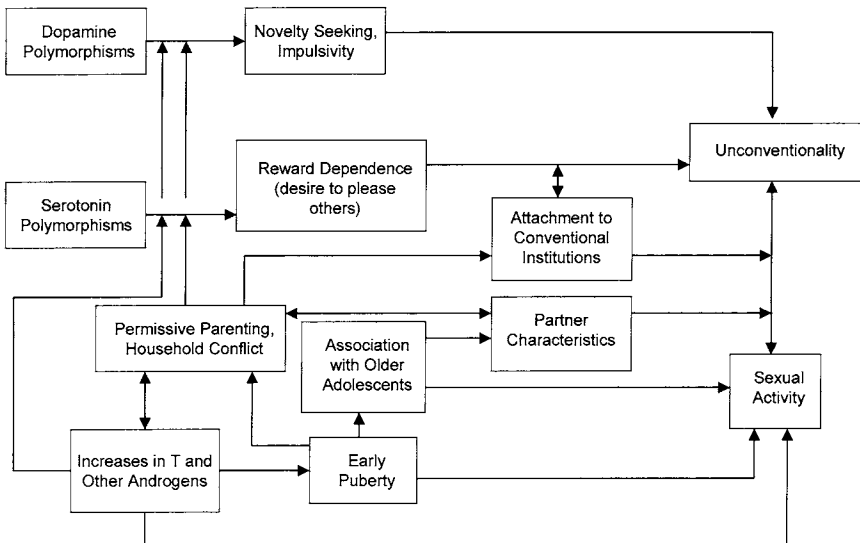 Dopamine
Polymorphisms
Novelty Seeking,
Impulsivity
Unconventionality
Reward Dependence
(desire to please
others)
Serotonin
Polymorphisms
Attachment to
Conventional
Institutions
Permissive Parenting,
Household Conflict
Partner
Characteristics
Association
with Older
Adolescents
Sexual
Activity
Increases in T and
Other Androgens
Early
Puberty